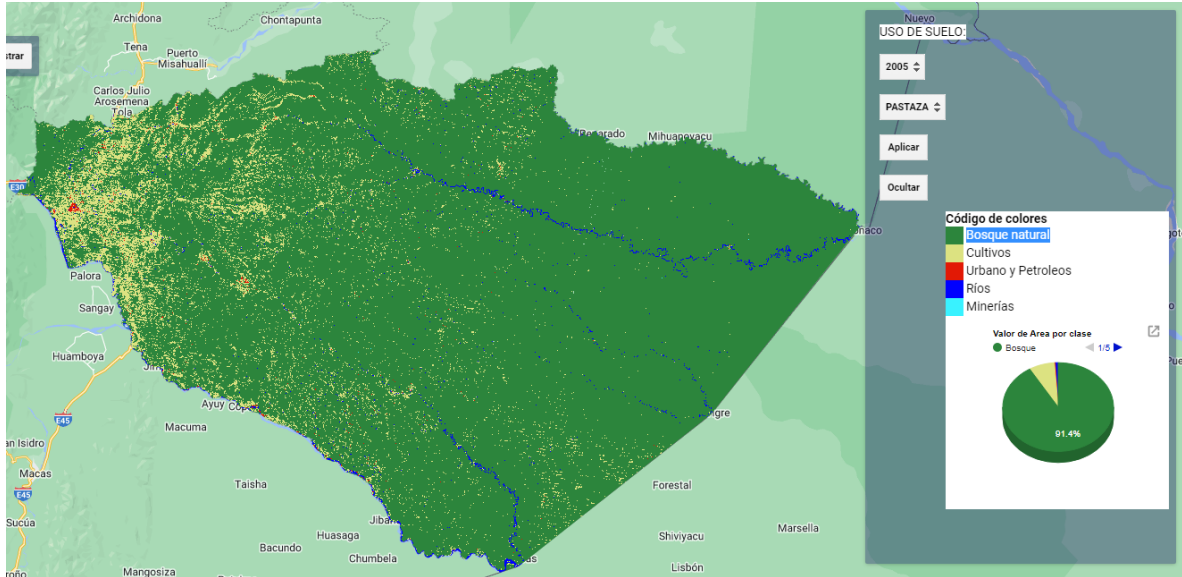 Archidona
Chontapunta
Nuevo
Tena
Puerto
Misahuallí
strar
USO DE SUELO:
2005
Carlos Julio
Arosemena
Tola
PASTAZA
Mihuanoyacu
Aplicar
Ocultar
E30
Código de colores
Bosque natural
Cultivos
Urbano y Petroleos
Ríos
Minerías
Palora
Sangay
Valor de Area por clase
Bosque
1/5
Huamboya
91.4%
Ayuy
E45
Macuma
an Isidro
Macas
Taisha
Forestal
E45
Sucúa
Huasaga
Shiviyacu
Marsella
Bacundo
Chumbela
Lisbón
Mangosiza